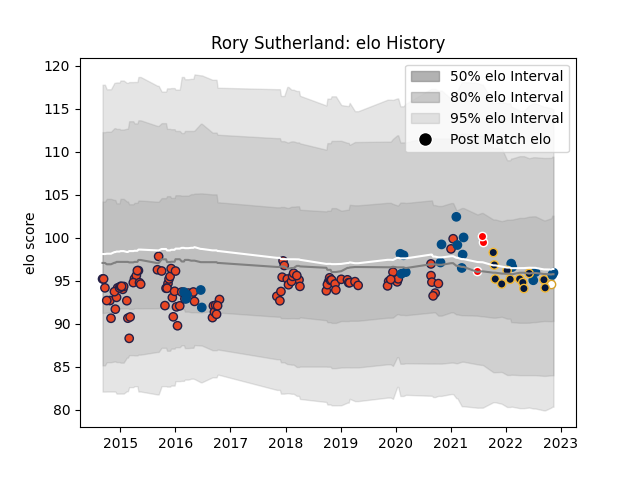 Rory Sutherland: elo History
50% elo Interval
80% elo Interval
95% elo Interval
Post Match elo
elo score
120
115
110
105
100
95
90
85
80
2015 2016 2017 2018 2019 2020 2021 2022 2023